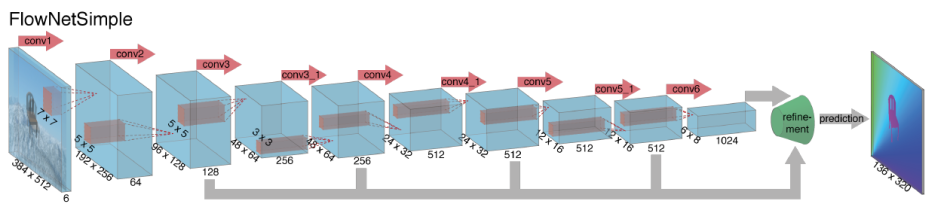 FlowNetSimple
conv1
conv2
conv3
conv3_1
conv4
conv4_1
conv5
conv5_1
conv6
7 x 7
5 x 5
5 x 5
3 x 3
384 x 512
192 x 256
96 x 128
48 x 64
48 x 64
24 x 32
24 x 32
12 x 16
12 x 16
6 x 8
6
64
128
256
256
512
512
512
512
1024
refine-
ment
prediction
136 x 320